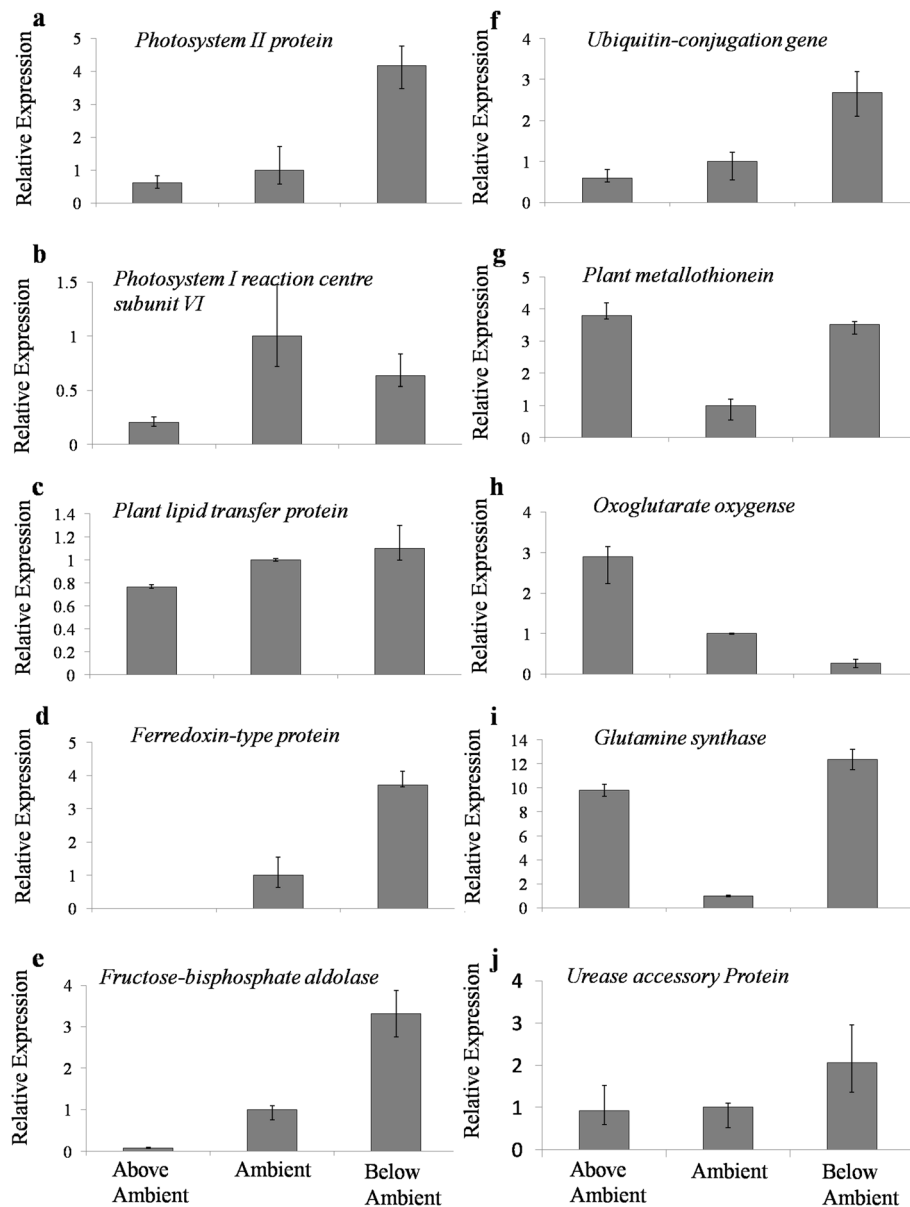 a
Photosystem II protein
Relative Expression
5
4
3
2
1
0
b
Photosystem I reaction centre
subunit VI
Relative Expression
1.5
1
0.5
0
c
Plant lipid transfer protein
Relative Expression
1.4
1.2
1
0.8
0.6
0.4
0.2
0
d
Ferredoxin-type protein
Relative Expression
5
4
3
2
1
0
e
Fructose-bisphosphate aldolase
Relative Expression
4
3
2
1
0
Above
Ambient
Ambient
Below
Ambient
f
Ubiquitin-conjugation gene
Relative Expression
4
3
2
1
0
g
Plant metallothionein
Relative Expression
5
4
3
2
1
0
h
Oxoglutarate oxygense
Relative Expression
4
3
2
1
0
i
Glutamine synthase
Relative Expression
14
12
10
8
6
4
2
0
j
Urease accessory Protein
Relative Expression
4
3
2
1
0
Above
Ambient
Ambient
Below
Ambient